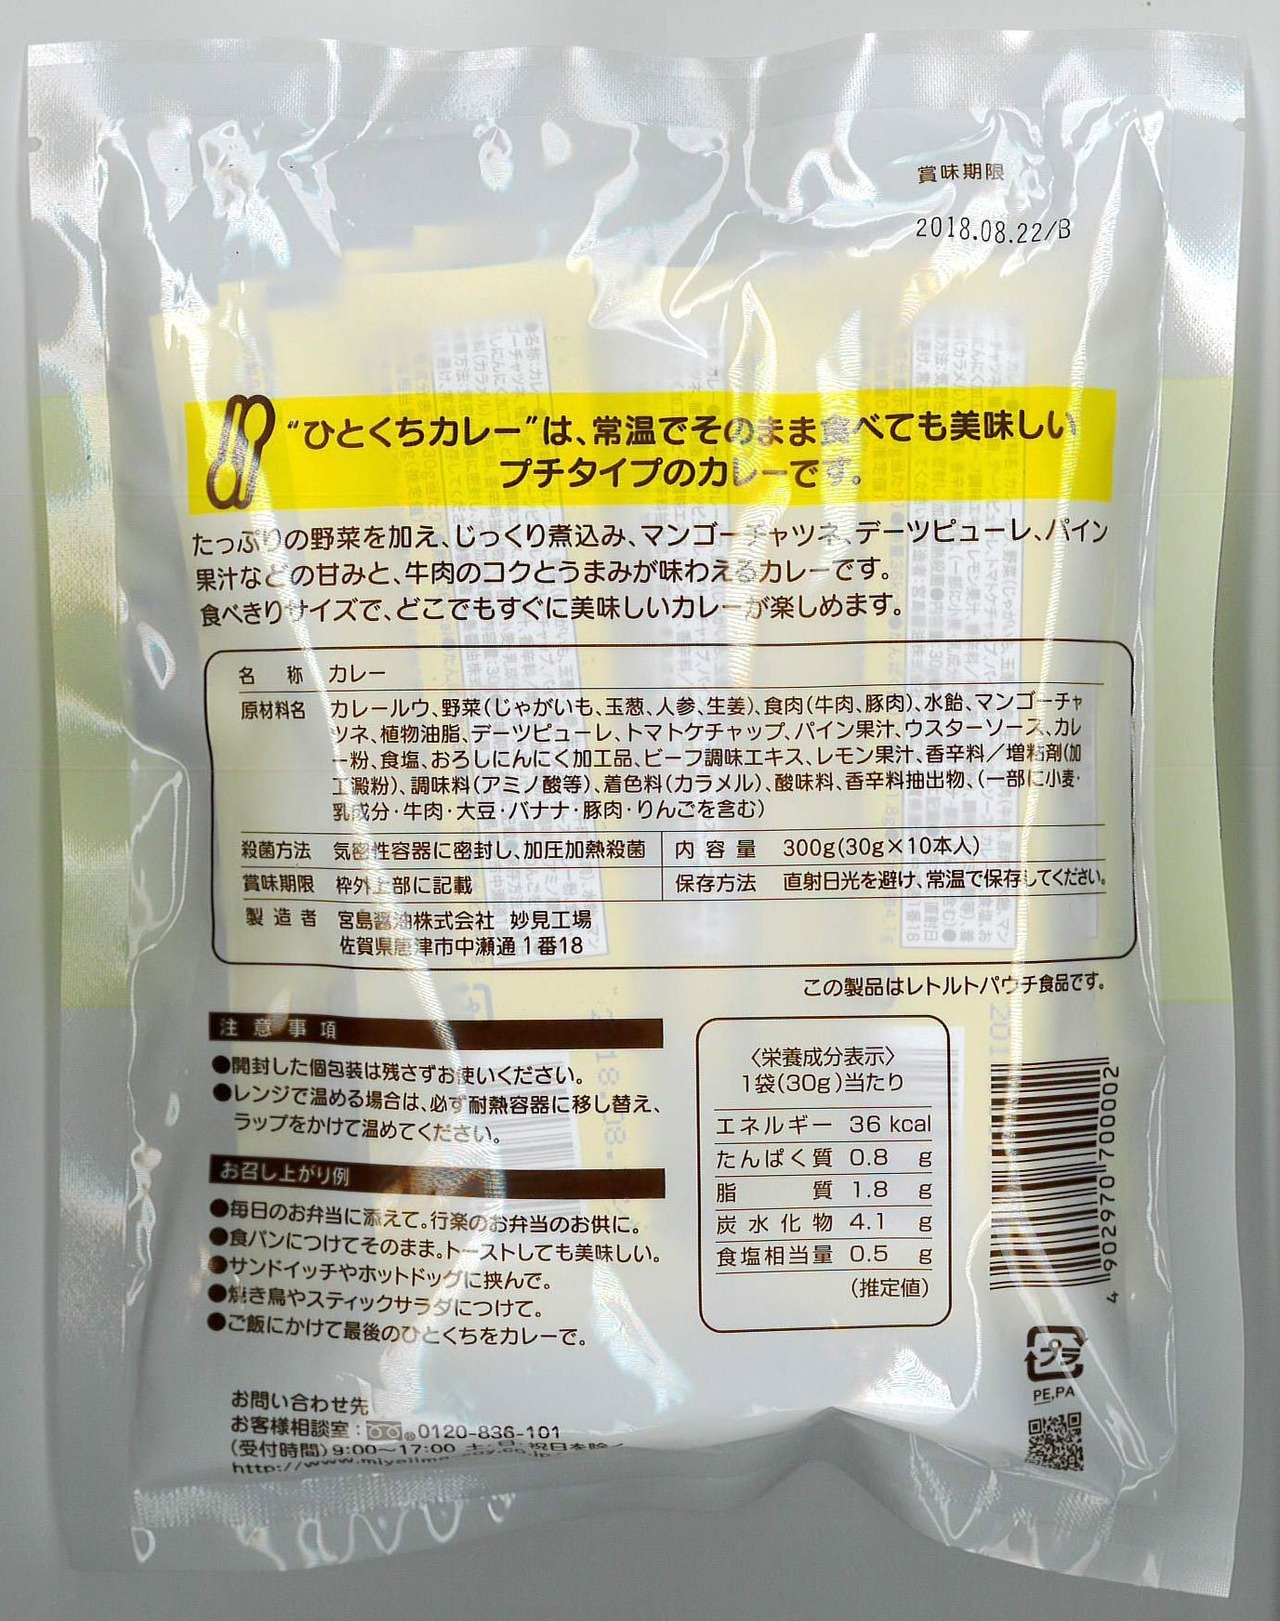 賞味期限
2018.08.22/B
“ひとくちカレー”は、常温でそのまま食べても美味しい
プチタイプのカレーです。
たっぷりの野菜を加え、じっくり煮込み、マンゴーチャツネ、デーツピューレ、パイン
果汁などの甘みと、牛肉のコクとうまみが味わえるカレーです。
食べきりサイズで、どこでもすぐに美味しいカレーが楽しめます。
名称 カレー
原材料名 カレールウ、野菜(じゃがいも、玉葱、人参、生姜)、食肉(牛肉、豚肉)、水飴、マンゴーチャ
ツネ、植物油脂、デーツピューレ、トマトケチャップ、パイン果汁、ウスターソース、カレ
ー粉、食塩、おろしにんにく加工品、ビーフ調味エキス、レモン果汁、香辛料／増粘剤(加
工澱粉)、調味料(アミノ酸等)、着色料(カラメル)、酸味料、香辛料抽出物、(一部に小麦・
乳成分・牛肉・大豆・バナナ・豚肉・りんごを含む)
殺菌方法 気密性容器に密封し、加圧加熱殺菌 内容量 300g(30g×10本入)
賞味期限 枠外上部に記載 保存方法 直射日光を避け、常温で保存してください。
製造者 宮島醤油株式会社 妙見工場
佐賀県唐津市中瀬通1番18
この製品はレトルトパウチ食品です。
注意事項
●開封した個包装は残さずお使いください。
●レンジで温める場合は、必ず耐熱容器に移し替え、
ラップをかけて温めてください。
お召し上がり例
●毎日のお弁当に添えて。行楽のお弁当のお供に。
●食パンにつけてそのまま。トーストしても美味しい。
●サンドイッチやホットドッグに挟んで。
●焼き鳥やスティックサラダにつけて。
●ご飯にかけて最後のひとくちをカレーで。
〈栄養成分表示〉
1袋(30g)当たり
エネルギー 36 kcal
たんぱく質 0.8 g
脂質 1.8 g
炭水化物 4.1 g
食塩相当量 0.5 g
(推定値)
4 902970 700002
プラ
PE,PA
お問い合わせ先
お客様相談室：0120-836-101
(受付時間)9:00〜17:00 土・日・祝日を除く
http://www.miyajima-soy.co.jp